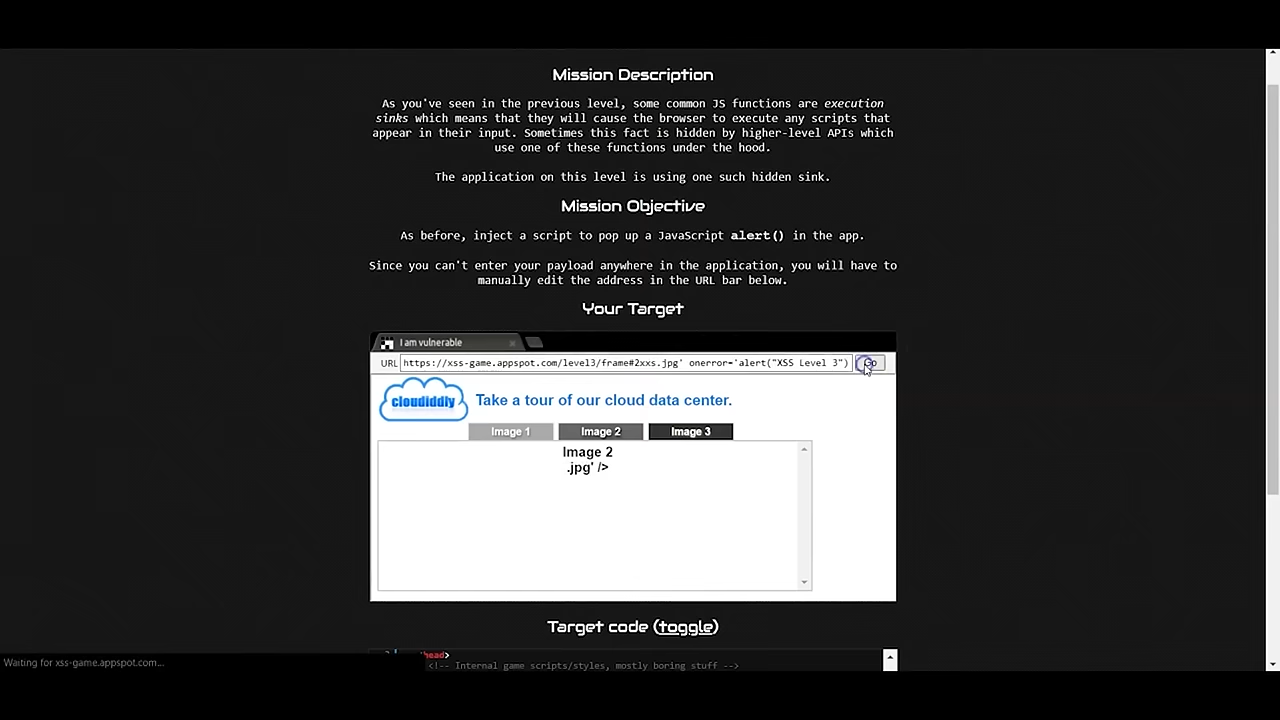 Mission Description
As you've seen in the previous level, some common JS functions are execution
sinks which means that they will cause the browser to execute any scripts that
appear in their input. Sometimes this fact is hidden by higher-level APIs which
use one of these functions under the hood.
The application on this level is using one such hidden sink.
Mission Objective
As before, inject a script to pop up a JavaScript alert() in the app.
Since you can't enter your payload anywhere in the application, you will have to
manually edit the address in the URL bar below.
Your Target
I am vulnerable
URL https://xss-game.appspot.com/level3/frame#2xxs.jpg' onerror='alert("XSS Level 3") Go
cloudiddly Take a tour of our cloud data center.
Image 1 Image 2 Image 3
Image 2
.jpg' />
Target code (toggle)
head>
<!-- Internal game scripts/styles, mostly boring stuff -->
Waiting for xss-game.appspot.com...